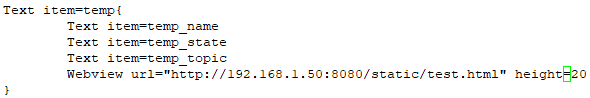 Text item=temp{
Text item=temp_name
Text item=temp_state
Text item=temp_topic
Webview url="http://192.168.1.50:8080/static/test.html" height=20
}